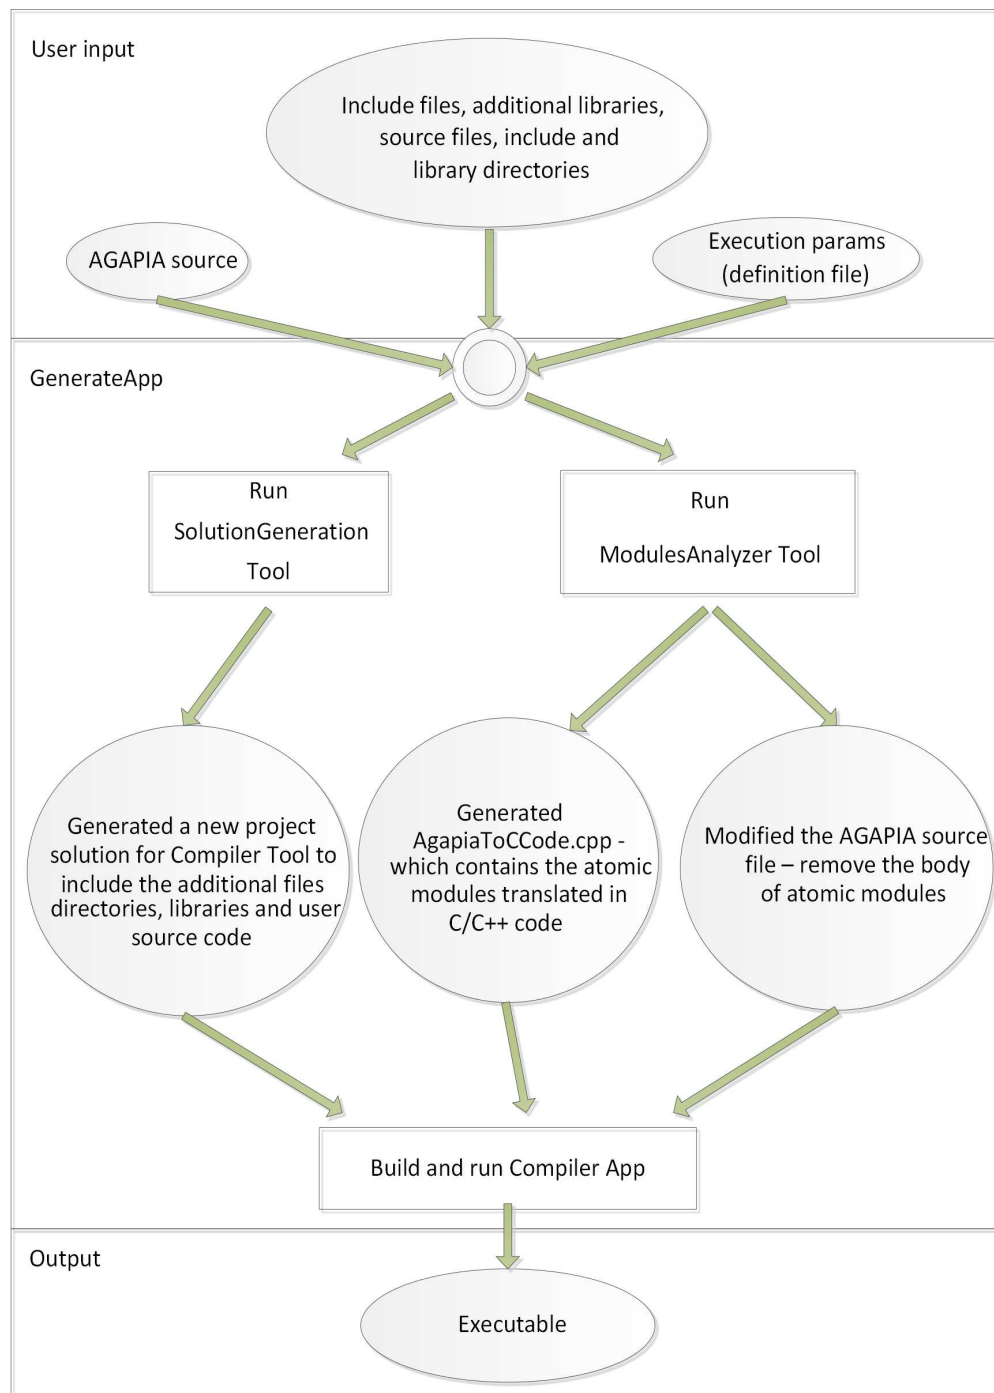 User input
Include files, additional libraries,
source files, include and
library directories
AGAPIA source
Execution params
(definition file)
GenerateApp
Run
SolutionGeneration
Tool
Run
ModulesAnalyzer Tool
Generated a new project
solution for Compiler Tool to
include the additional files
directories, libraries and user
source code
Generated
AgapiaToCCode.cpp -
which contains the atomic
modules translated in
C/C++ code
Modified the AGAPIA source
file – remove the body
of atomic modules
Build and run Compiler App
Output
Executable